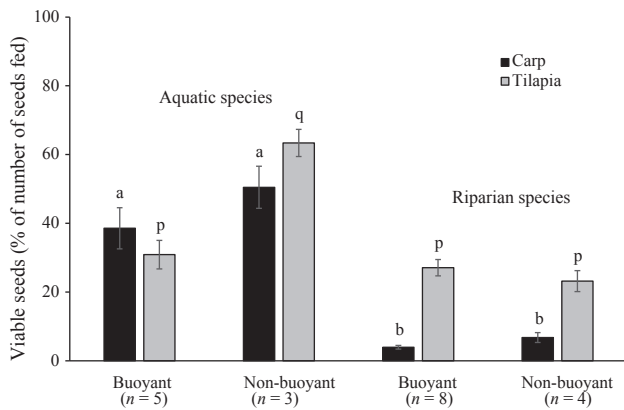 Viable seeds (% of number of seeds fed)
100
80
60
40
20
0
Carp
Tilapia
Aquatic species
Riparian species
a
p
a
q
b
p
b
p
Buoyant
(n = 5)
Non-buoyant
(n = 3)
Buoyant
(n = 8)
Non-buoyant
(n = 4)